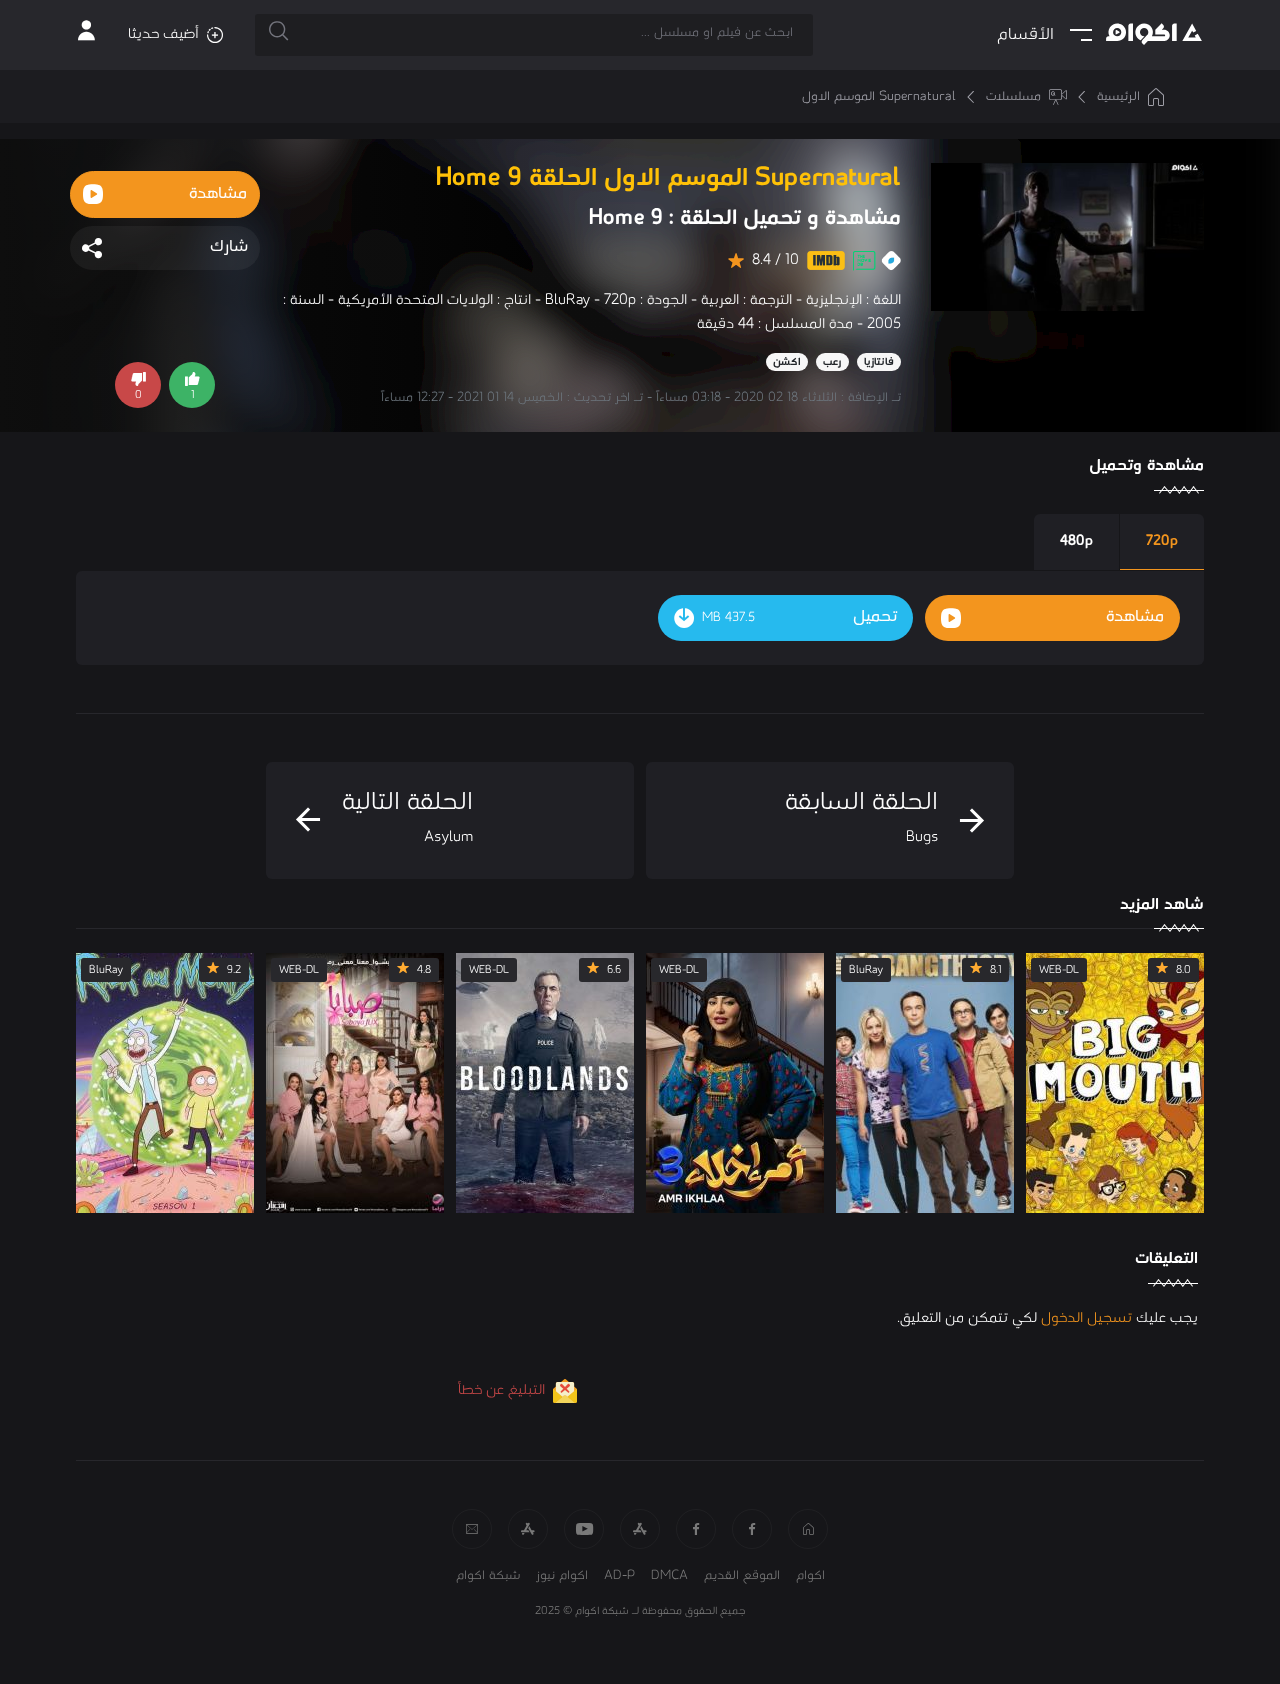 اكوام
الأقسام
ابحث عن فيلم او مسلسل ...
أضيف حديثا
الرئيسية
مسلسلات
Supernatural الموسم الاول
اكوام
Supernatural الموسم الاول الحلقة 9 Home
مشاهدة و تحميل الحلقة : 9 Home
IMDb
10 / 8.4
اللغة : الإنجليزية - الترجمة : العربية - الجودة : BluRay - 720p - انتاج : الولايات المتحدة الأمريكية - السنة :
2005 - مدة المسلسل : 44 دقيقة
فانتازيا
رعب
اكشن
تـ الإضافة : الثلاثاء 18 02 2020 - 03:18 مساءاً - تـ اخر تحديث : الخميس 14 01 2021 - 12:27 مساءاً
مشاهدة
شارك
1
0
مشاهدة وتحميل
720p
480p
مشاهدة
تحميل
437.5 MB
الحلقة السابقة
Bugs
الحلقة التالية
Asylum
شاهد المزيد
8.0
WEB-DL
BIG
MOUTH
8.1
BluRay
WEB-DL
أمر إخلاء 3
AMR IKHLAA
6.6
WEB-DL
POLICE
BLOODLANDS
4.8
WEB-DL
صبايا
9.2
BluRay
SEASON 1
التعليقات
يجب عليك تسجيل الدخول لكي تتمكن من التعليق.
التبليغ عن خطأ
اكوام
الموقع القديم
DMCA
AD-P
اكوام نيوز
شبكة اكوام
جميع الحقوق محفوظة لـ شبكة اكوام © 2025